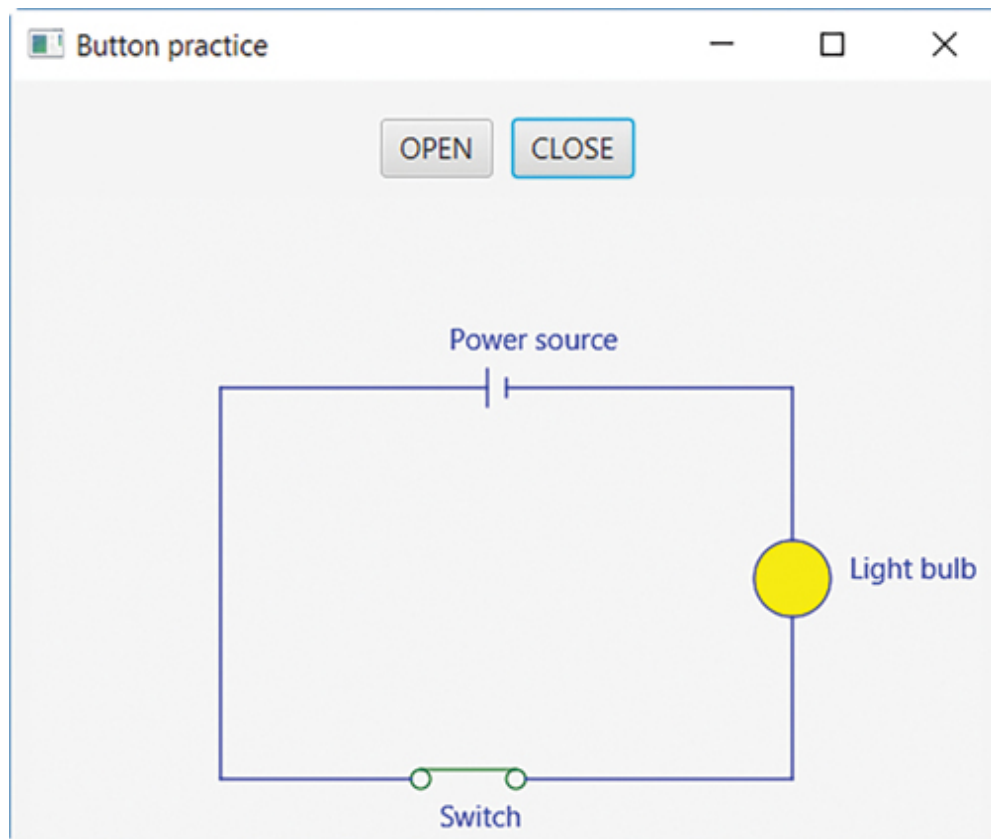 Button practice
OPEN CLOSE
Power source
Light bulb
Switch